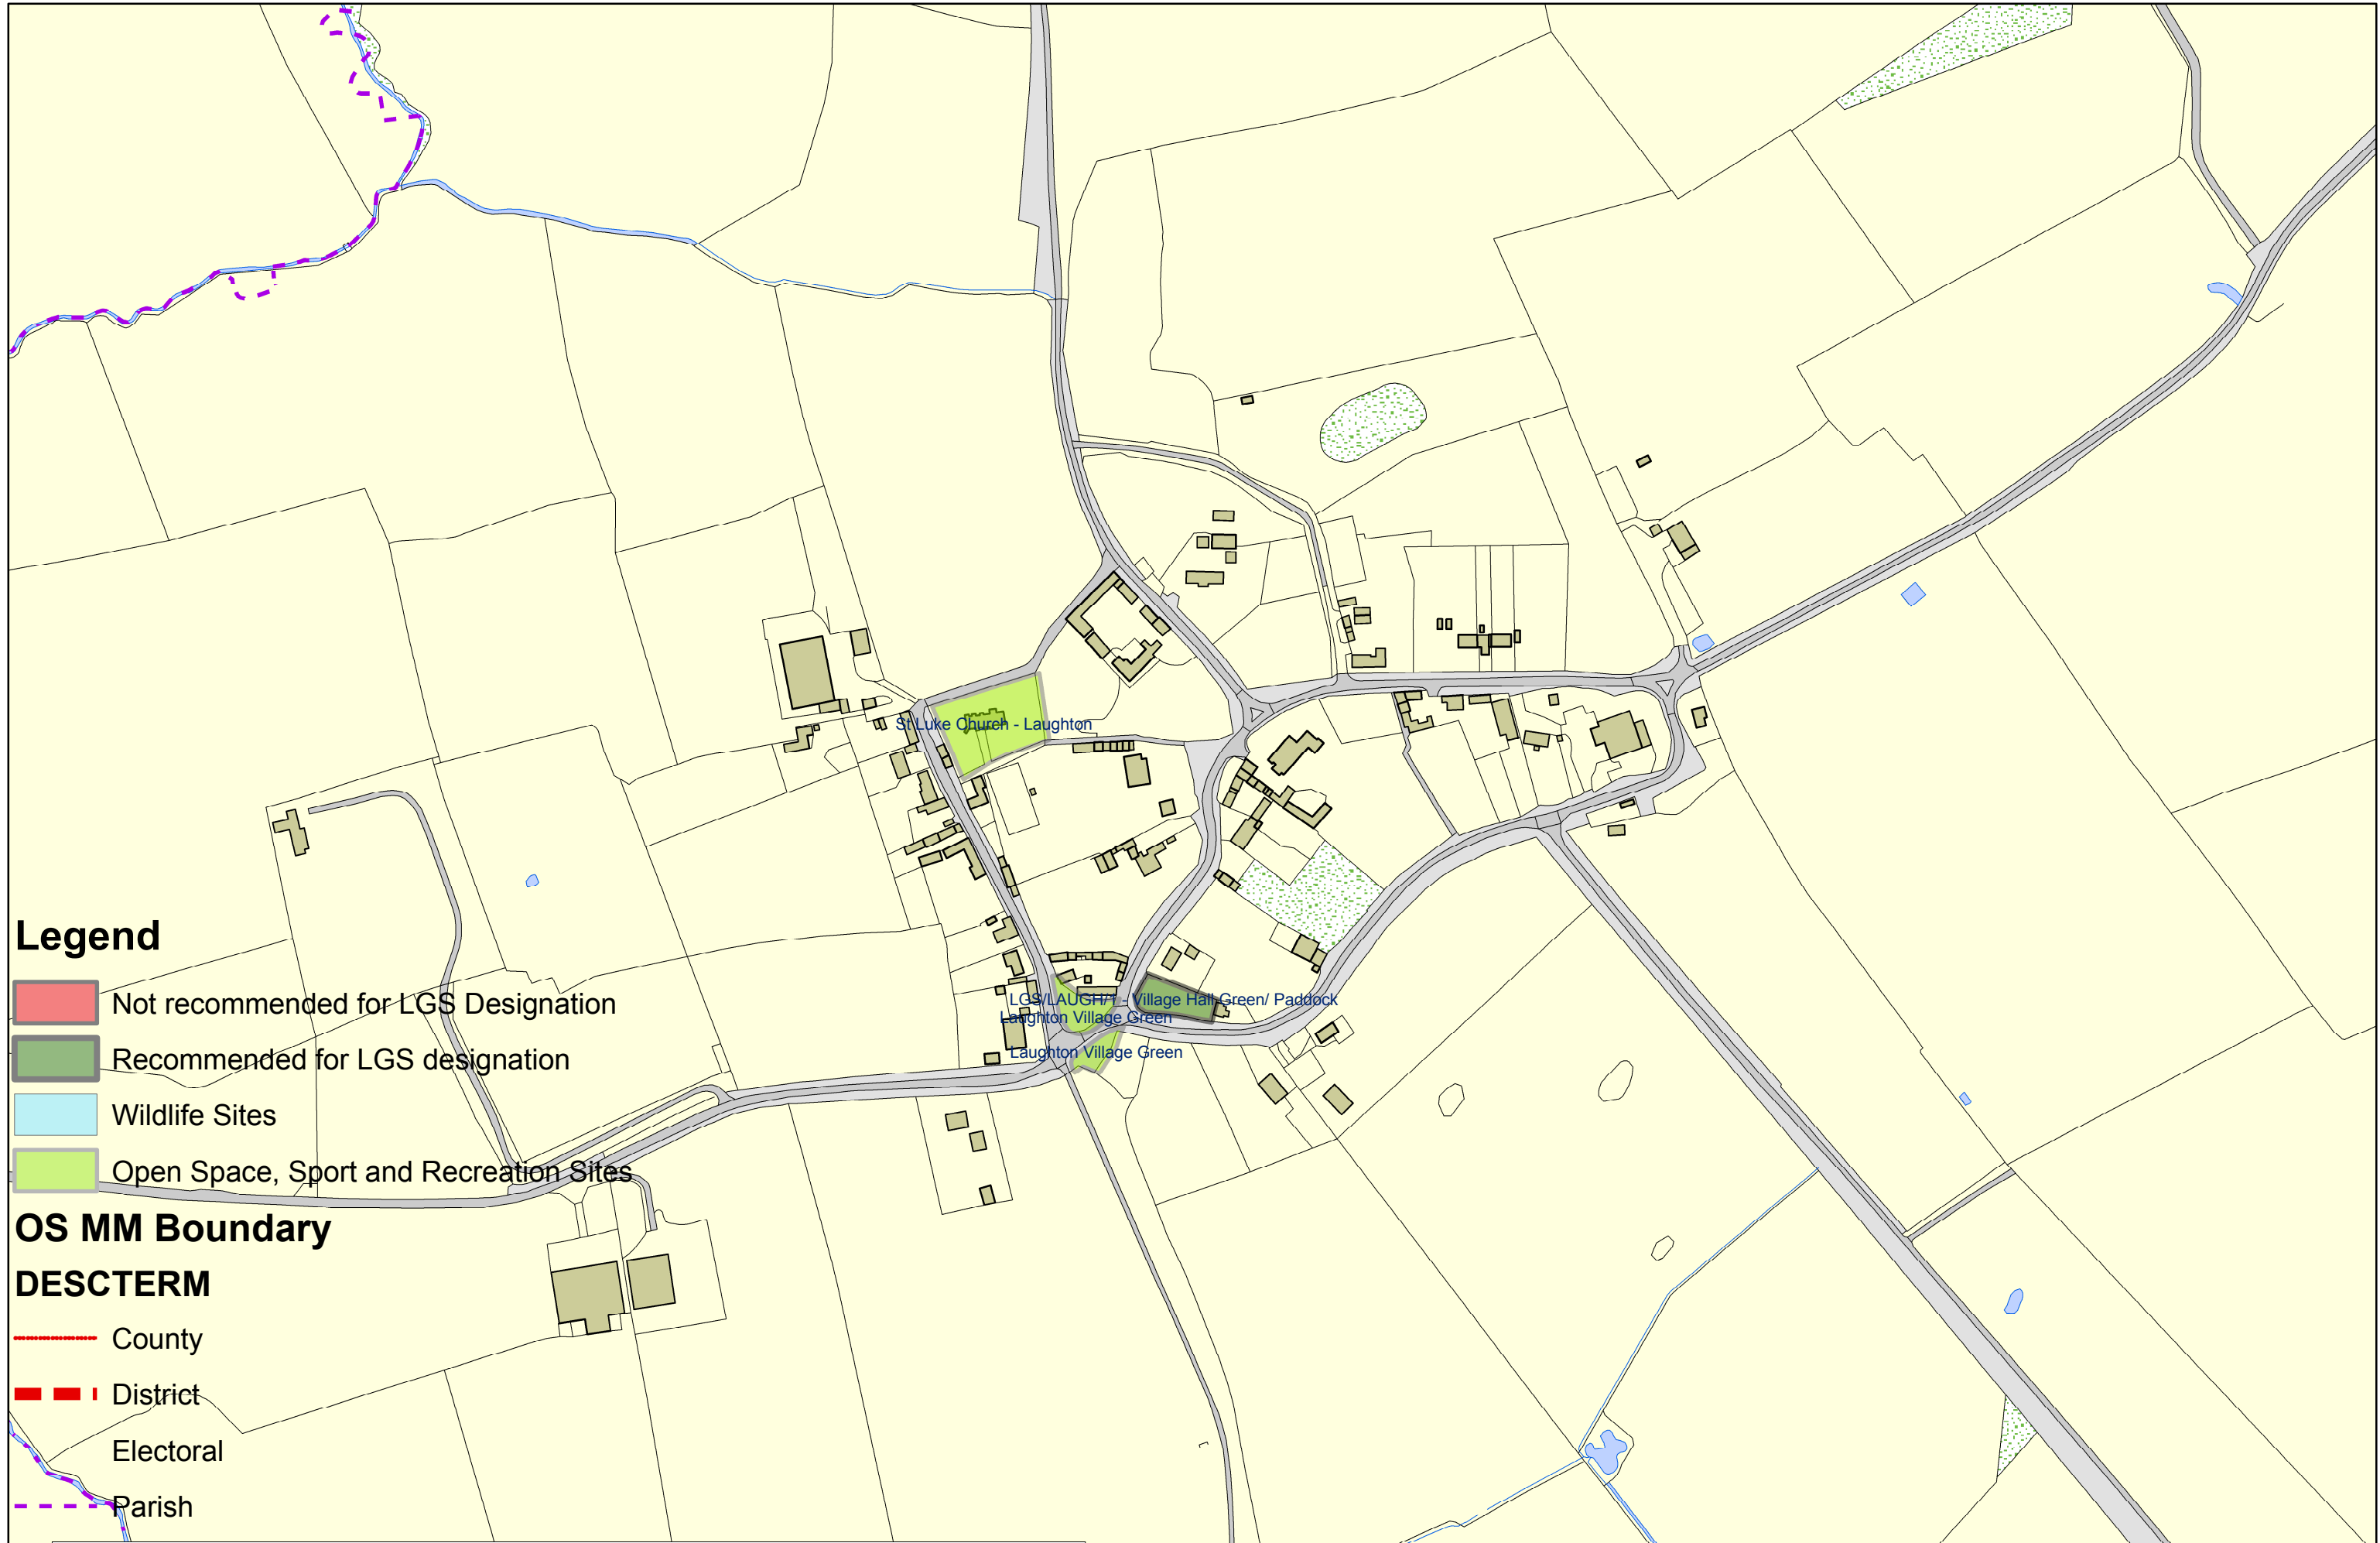 St Luke Church - Laughton
LGS/LAUGH/1 - Village Hall Green/ Paddock
Laughton Village Green
Laughton Village Green
Legend
Not recommended for LGS Designation
Recommended for LGS designation
Wildlife Sites
Open Space, Sport and Recreation Sites
OS MM Boundary
DESCTERM
County
District
Electoral
Parish